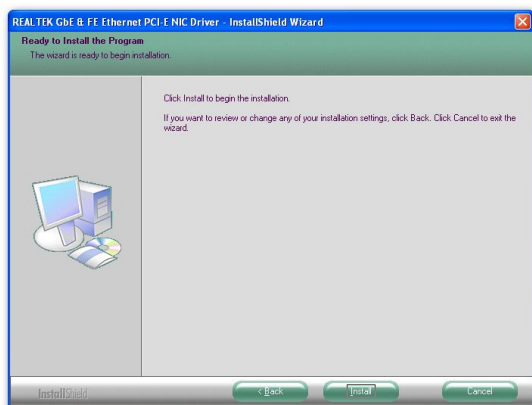 REALTEK GbE & FE Ethernet PCI-E NIC Driver - InstallShield Wizard
Ready to Install the Program
The wizard is ready to begin installation.
Click Install to begin the installation.
If you want to review or change any of your installation settings, click Back. Click Cancel to exit the
wizard.
InstallShield
< Back
Install
Cancel